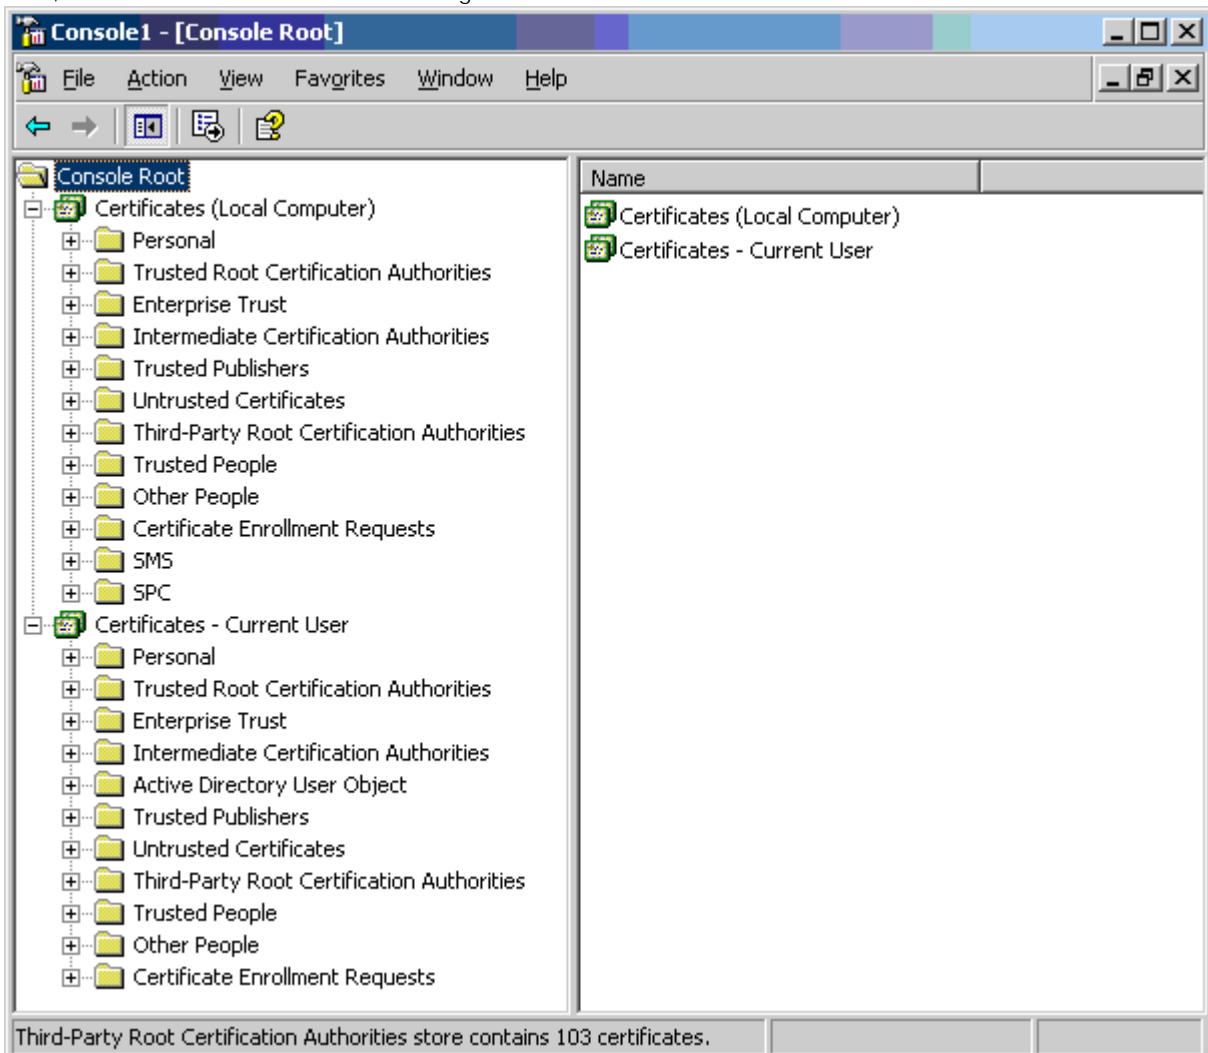 Console1 - [Console Root]
File Action View Favorites Window Help
Console Root
Certificates (Local Computer)
Personal
Trusted Root Certification Authorities
Enterprise Trust
Intermediate Certification Authorities
Trusted Publishers
Untrusted Certificates
Third-Party Root Certification Authorities
Trusted People
Other People
Certificate Enrollment Requests
SMS
SPC
Certificates - Current User
Personal
Trusted Root Certification Authorities
Enterprise Trust
Intermediate Certification Authorities
Active Directory User Object
Trusted Publishers
Untrusted Certificates
Third-Party Root Certification Authorities
Trusted People
Other People
Certificate Enrollment Requests
Name
Certificates (Local Computer)
Certificates - Current User
Third-Party Root Certification Authorities store contains 103 certificates.